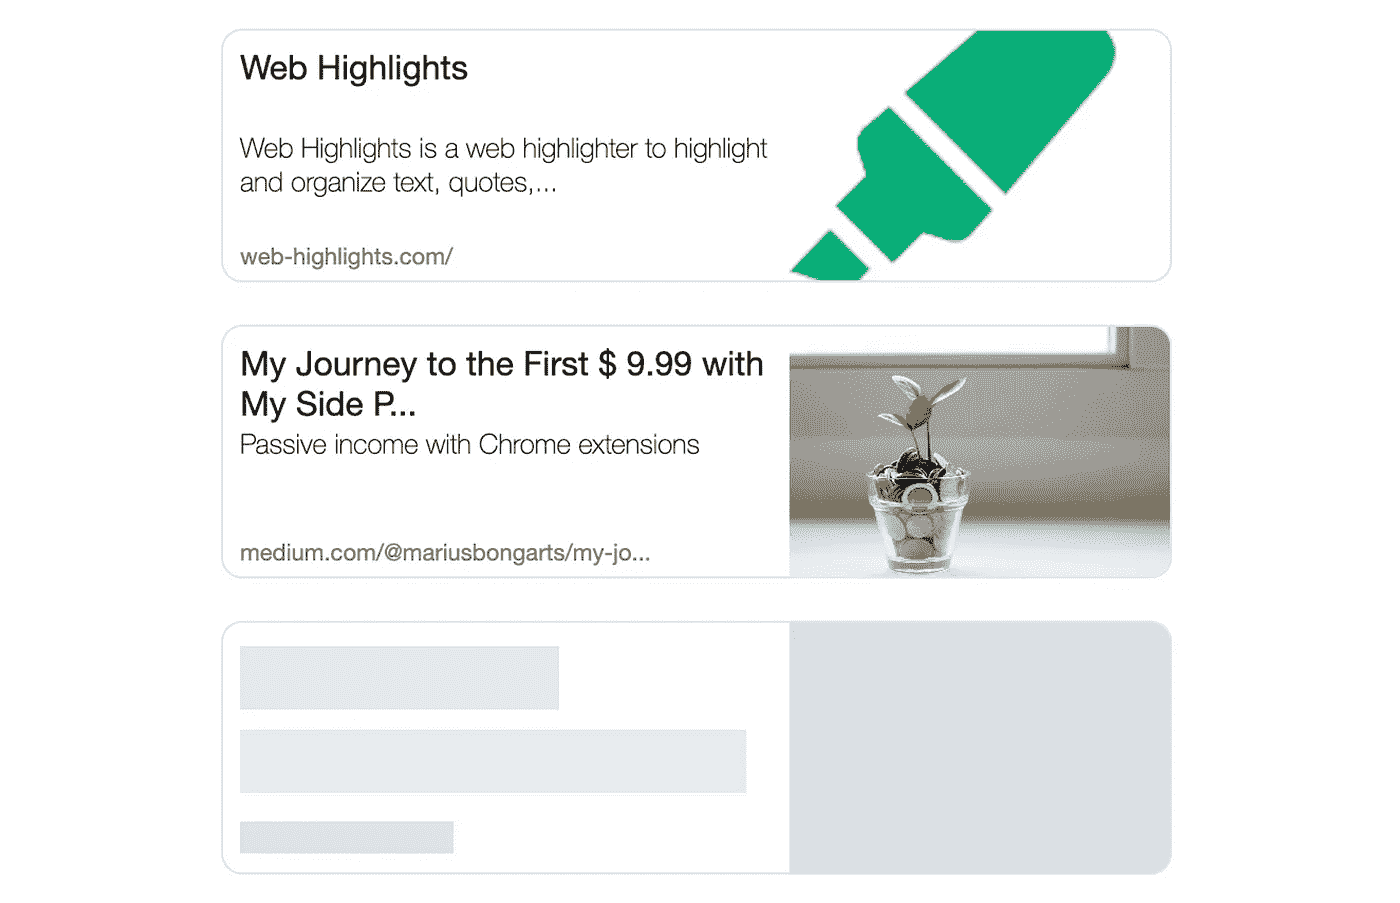 Web Highlights
Web Highlights is a web highlighter to highlight
and organize text, quotes,...
web-highlights.com/
My Journey to the First $ 9.99 with
My Side P...
Passive income with Chrome extensions
medium.com/@mariusbongarts/my-jo...